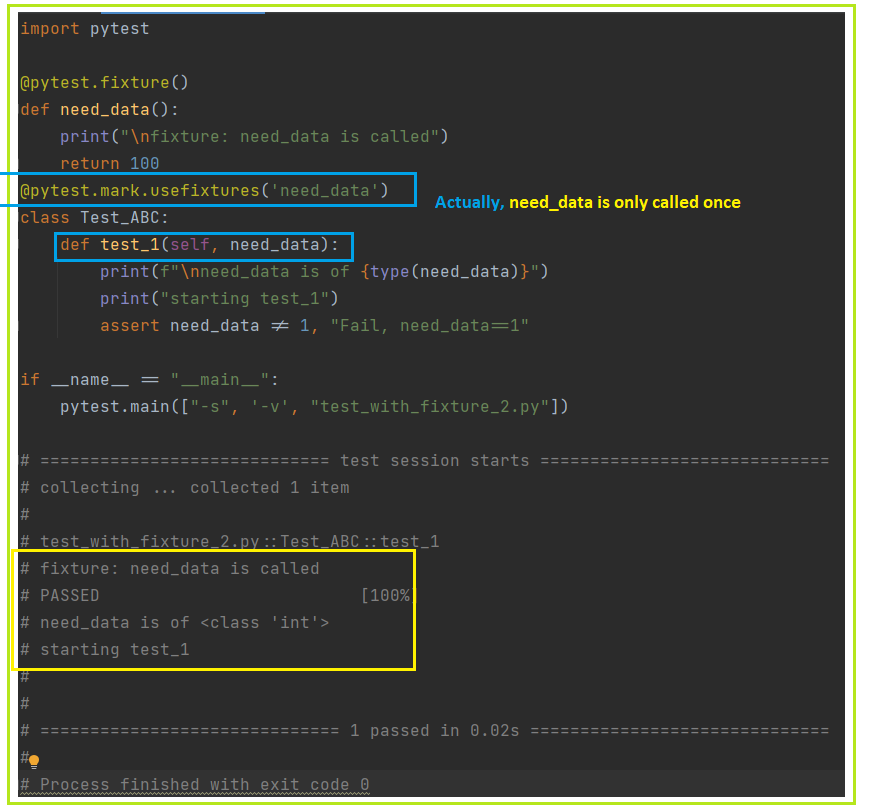 import pytest
@pytest.fixture()
def need_data():
    print("\nfixture: need_data is called")
    return 100
@pytest.mark.usefixtures('need_data')
Actually, need_data is only called once
class Test_ABC:
    def test_1(self, need_data):
        print(f"\nneed_data is of {type(need_data)}")
        print("starting test_1")
        assert need_data ≠ 1, "Fail, need_data==1"
if __name__ == "__main__":
    pytest.main(["-s", '-v', "test_with_fixture_2.py"])
# ============================= test session starts =============================
# collecting ... collected 1 item
#
# test_with_fixture_2.py::Test_ABC::test_1
# fixture: need_data is called
# PASSED                          [100%]
# need_data is of <class 'int'>
# starting test_1
#
#
# ============================== 1 passed in 0.02s ==============================
#
# Process finished with exit code 0